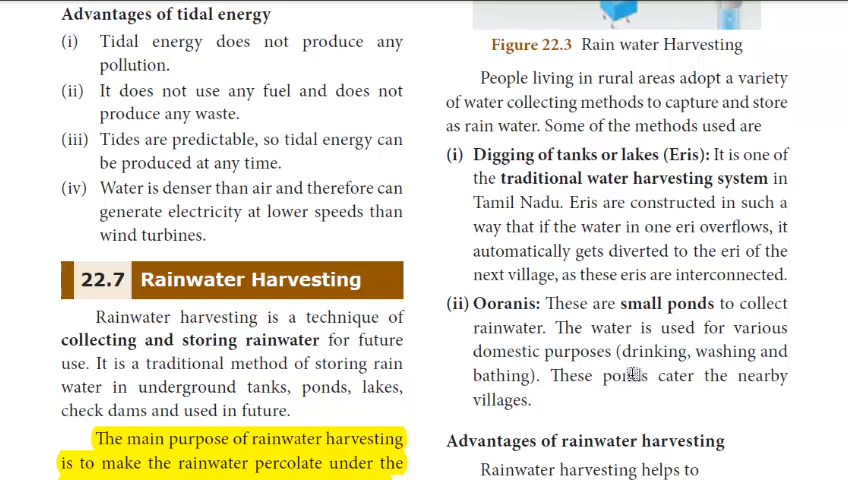 Advantages of tidal energy
(i) Tidal energy does not produce any
pollution.
(ii) It does not use any fuel and does not
produce any waste.
(iii) Tides are predictable, so tidal energy can
be produced at any time.
(iv) Water is denser than air and therefore can
generate electricity at lower speeds than
wind turbines.
22.7 Rainwater Harvesting
Rainwater harvesting is a technique of
collecting and storing rainwater for future
use. It is a traditional method of storing rain
water in underground tanks, ponds, lakes,
check dams and used in future.
The main purpose of rainwater harvesting
is to make the rainwater percolate under the
Figure 22.3 Rain water Harvesting
People living in rural areas adopt a variety
of water collecting methods to capture and store
as rain water. Some of the methods used are
(i) Digging of tanks or lakes (Eris): It is one of
the traditional water harvesting system in
Tamil Nadu. Eris are constructed in such a
way that if the water in one eri overflows, it
automatically gets diverted to the eri of the
next village, as these eris are interconnected.
(ii) Ooranis: These are small ponds to collect
rainwater. The water is used for various
domestic purposes (drinking, washing and
bathing). These ponds cater the nearby
villages.
Advantages of rainwater harvesting
Rainwater harvesting helps to